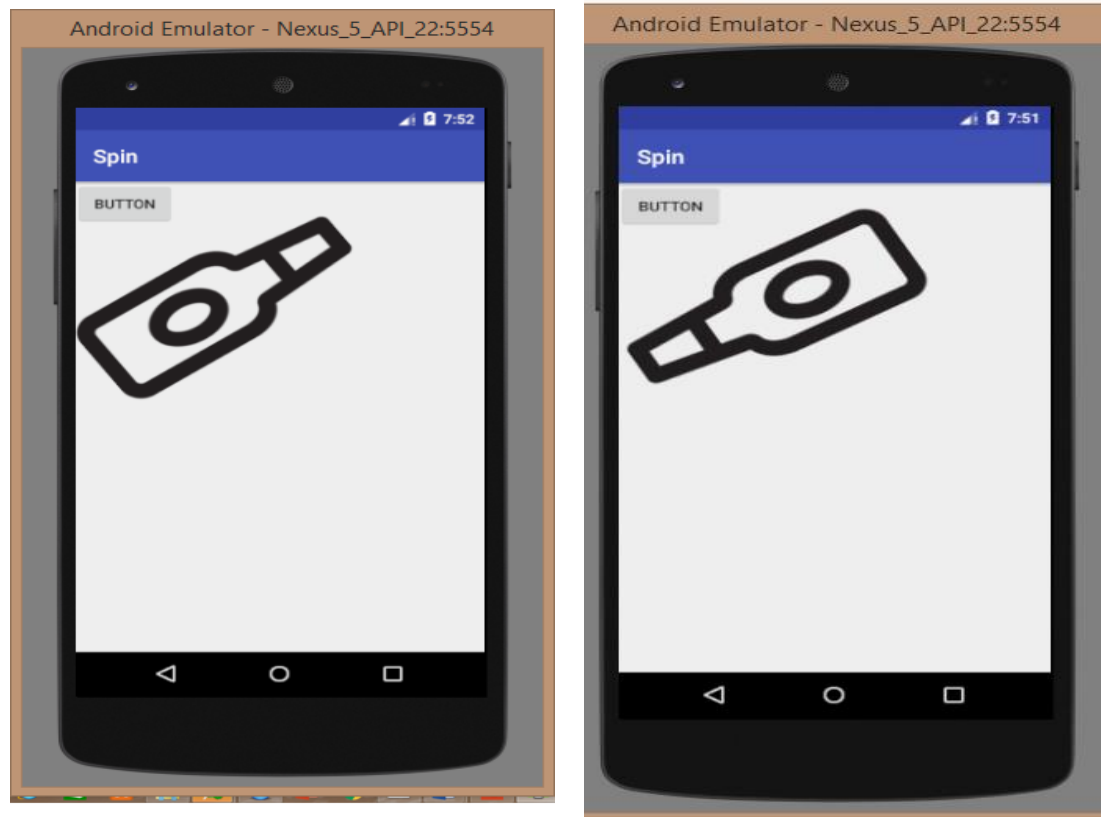 Android Emulator - Nexus_5_API_22:5554
7:52
Spin
BUTTON
Android Emulator - Nexus_5_API_22:5554
7:51
Spin
BUTTON